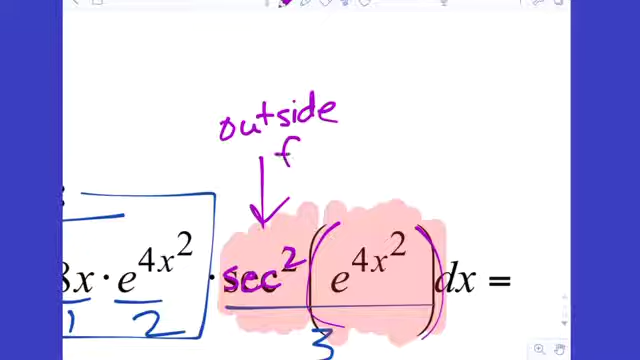 outside
f
8x · e^{4x^2} · sec^2 (e^{4x^2}) dx =
1 2 3